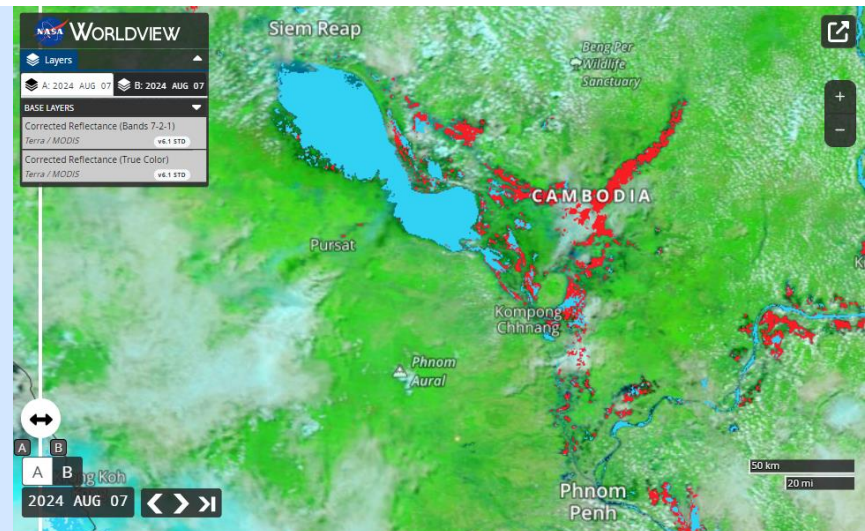 NASA WORLDVIEW
Layers
A: 2024 AUG 07
B: 2024 AUG 07
BASE LAYERS
Corrected Reflectance (Bands 7-2-1)
Terra / MODIS
v6.1 STD
Corrected Reflectance (True Color)
Terra / MODIS
v6.1 STD
Siem Reap
Beng Per
Wildlife
Sanctuary
+
−
CAMBODIA
Pursat
Kompong
Chhnang
Phnom
Aural
A
B
A
B
Koh
50 km
20 mi
2024 AUG 07
Phnom
Penh